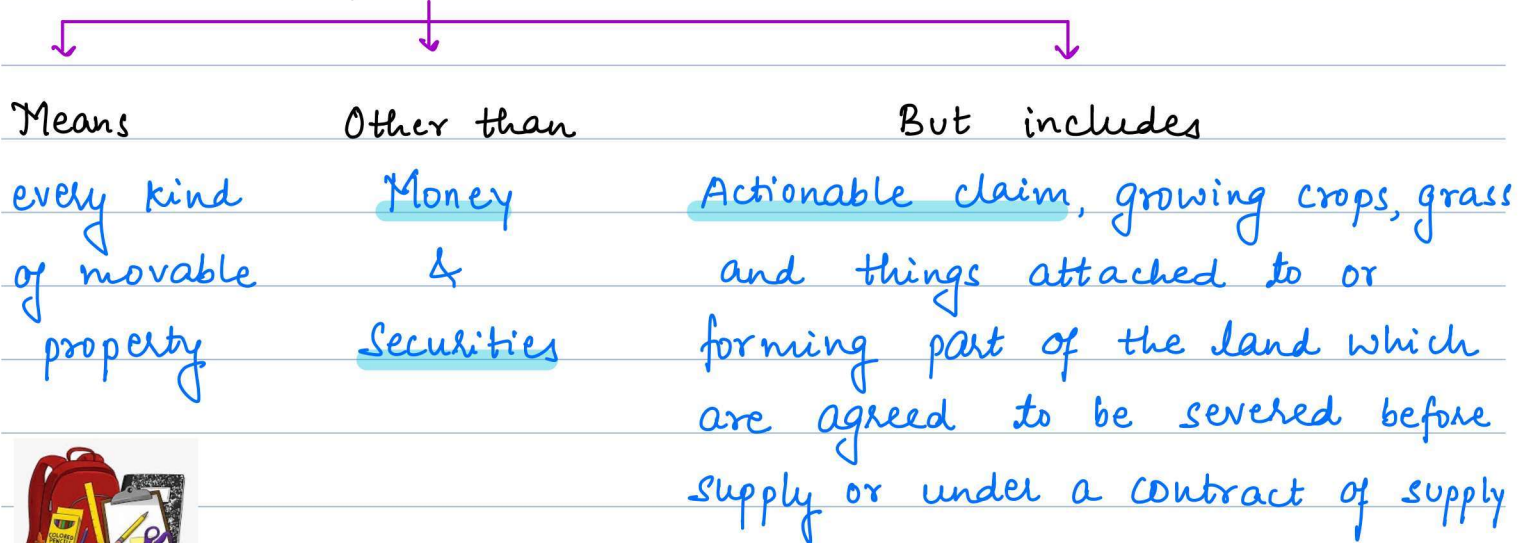 Means Other than But includes
every kind Money Actionable claim, growing crops, grass
of movable & and things attached to or
property Securities forming part of the land which
are agreed to be severed before
supply or under a contract of supply
COLORED PENCILS